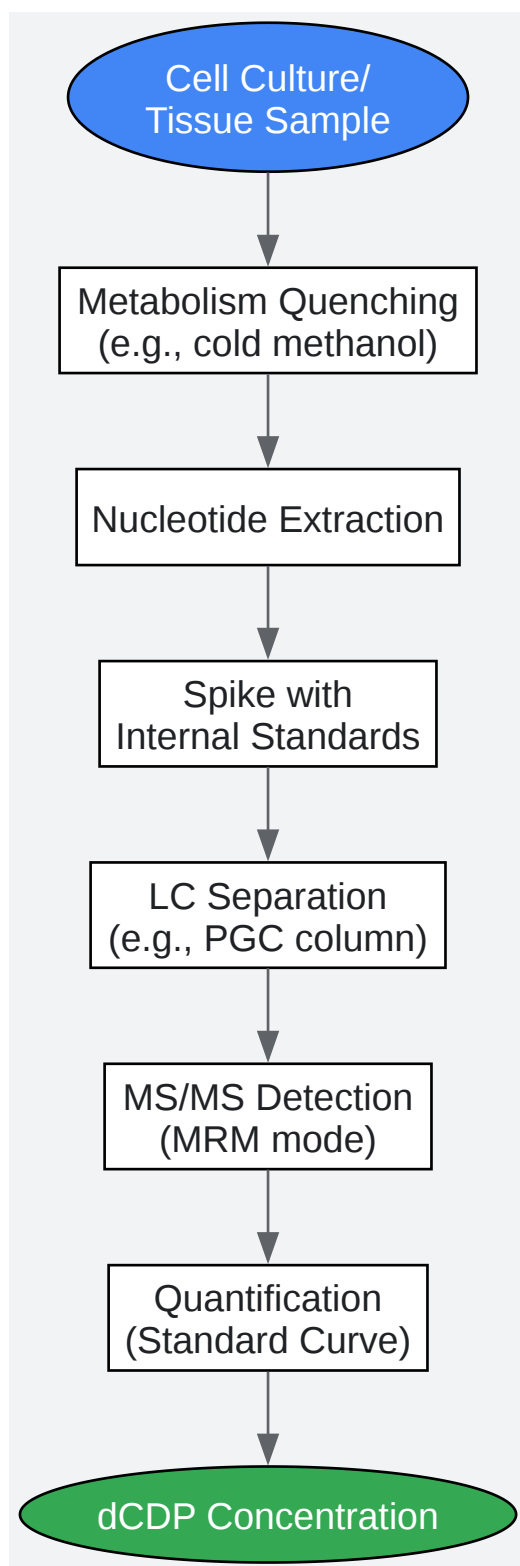 Cell Culture/
Tissue Sample
Metabolism Quenching
(e.g., cold methanol)
Nucleotide Extraction
Spike with
Internal Standards
LC Separation
(e.g., PGC column)
MS/MS Detection
(MRM mode)
Quantification
(Standard Curve)
dCDP Concentration